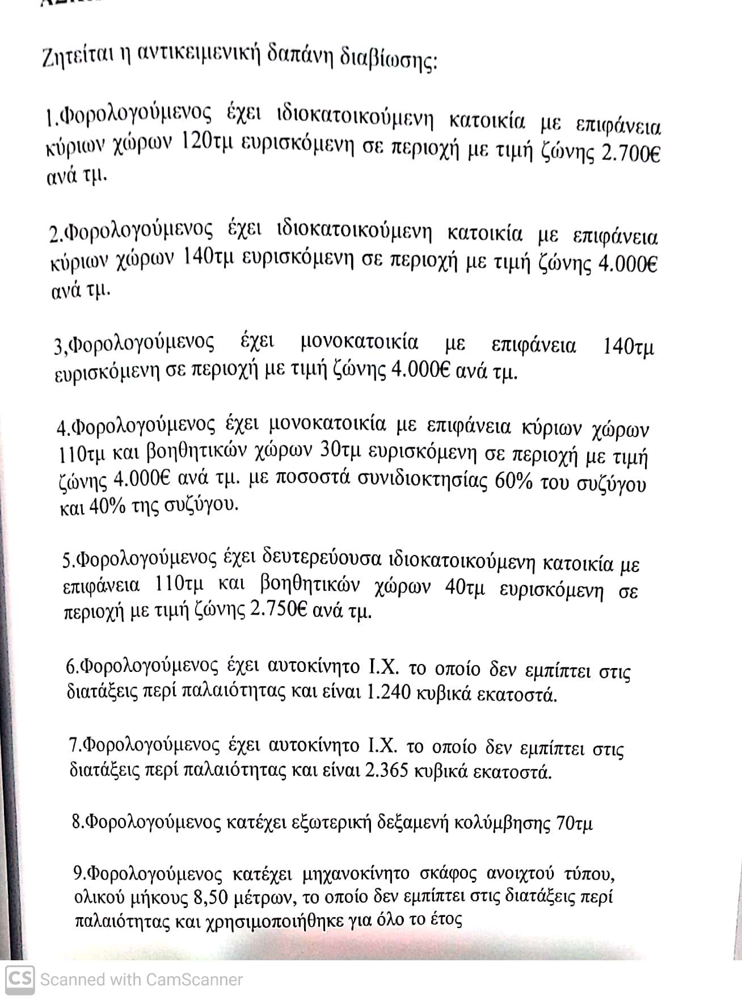 Ζητείται η αντικειμενική δαπάνη διαβίωσης:
1.Φορολογούμενος έχει ιδιοκατοικούμενη κατοικία με επιφάνεια
κύριων χώρων 120τμ ευρισκόμενη σε περιοχή με τιμή ζώνης 2.700€
ανά τμ.
2.Φορολογούμενος έχει ιδιοκατοικούμενη κατοικία με επιφάνεια
κύριων χώρων 140τμ ευρισκόμενη σε περιοχή με τιμή ζώνης 4.000€
ανά τμ.
3,Φορολογούμενος έχει μονοκατοικία με επιφάνεια 140τμ
ευρισκόμενη σε περιοχή με τιμή ζώνης 4.000€ ανά τμ.
4.Φορολογούμενος έχει μονοκατοικία με επιφάνεια κύριων χώρων
110τμ και βοηθητικών χώρων 30τμ ευρισκόμενη σε περιοχή με τιμή
ζώνης 4.000€ ανά τμ. με ποσοστά συνιδιοκτησίας 60% του συζύγου
και 40% της συζύγου.
5.Φορολογούμενος έχει δευτερεύουσα ιδιοκατοικούμενη κατοικία με
επιφάνεια 110τμ και βοηθητικών χώρων 40τμ ευρισκόμενη σε
περιοχή με τιμή ζώνης 2.750€ ανά τμ.
6.Φορολογούμενος έχει αυτοκίνητο Ι.Χ. το οποίο δεν εμπίπτει στις
διατάξεις περί παλαιότητας και είναι 1.240 κυβικά εκατοστά.
7.Φορολογούμενος έχει αυτοκίνητο Ι.Χ. το οποίο δεν εμπίπτει στις
διατάξεις περί παλαιότητας και είναι 2.365 κυβικά εκατοστά.
8.Φορολογούμενος κατέχει εξωτερική δεξαμενή κολύμβησης 70τμ
9.Φορολογούμενος κατέχει μηχανοκίνητο σκάφος ανοιχτού τύπου,
ολικού μήκους 8,50 μέτρων, το οποίο δεν εμπίπτει στις διατάξεις περί
παλαιότητας και χρησιμοποιήθηκε για όλο το έτος
CS Scanned with CamScanner